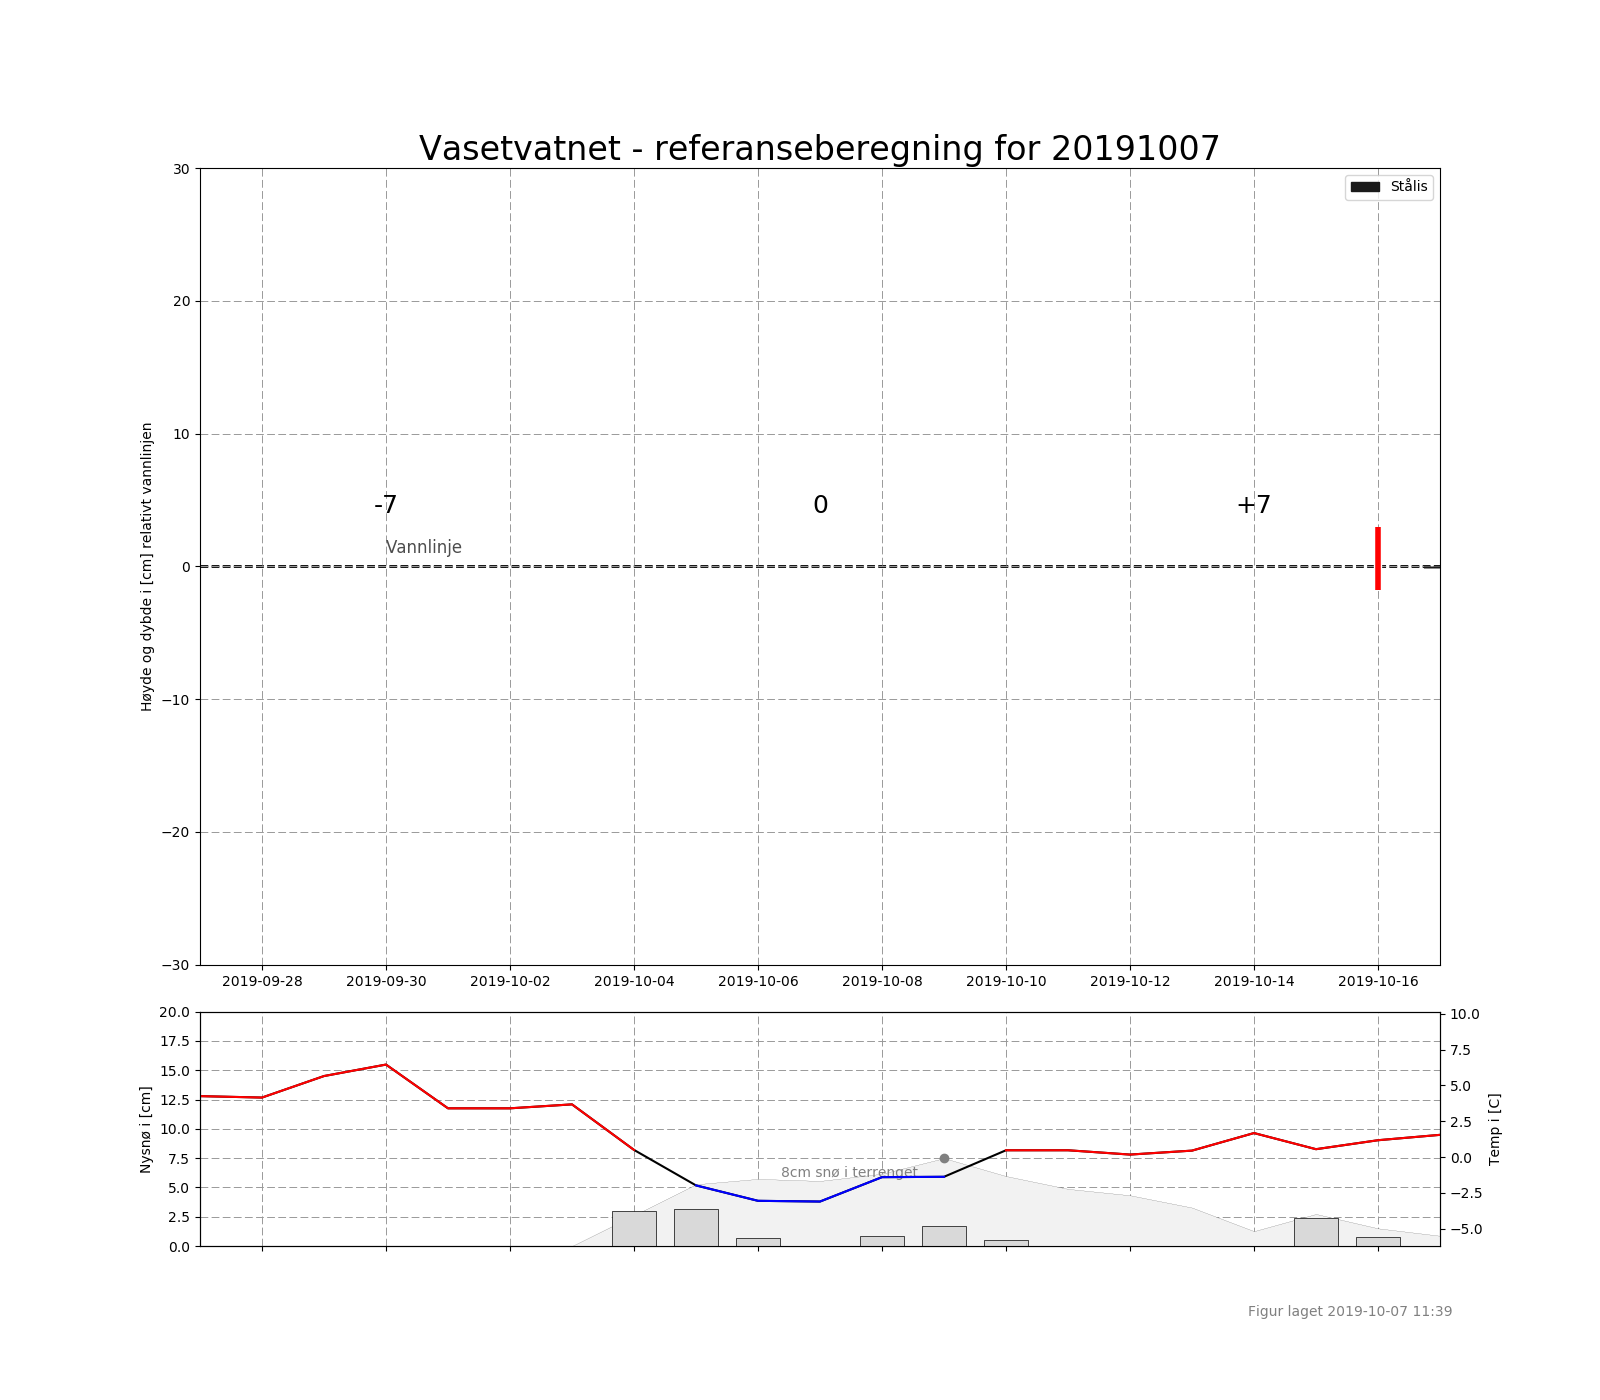 Vasetvatnet - referanseberegning for 20191007
Stålis
30
20
10
0
−10
−20
−30
Høyde og dybde i [cm] relativt vannlinjen
-7
0
+7
Vannlinje
2019-09-28 2019-09-30 2019-10-02 2019-10-04 2019-10-06 2019-10-08 2019-10-10 2019-10-12 2019-10-14 2019-10-16
20.0
17.5
15.0
12.5
10.0
7.5
5.0
2.5
0.0
Nysnø i [cm]
8cm snø i terrenget
10.0
7.5
5.0
2.5
0.0
−2.5
−5.0
Temp i [C]
Figur laget 2019-10-07 11:39